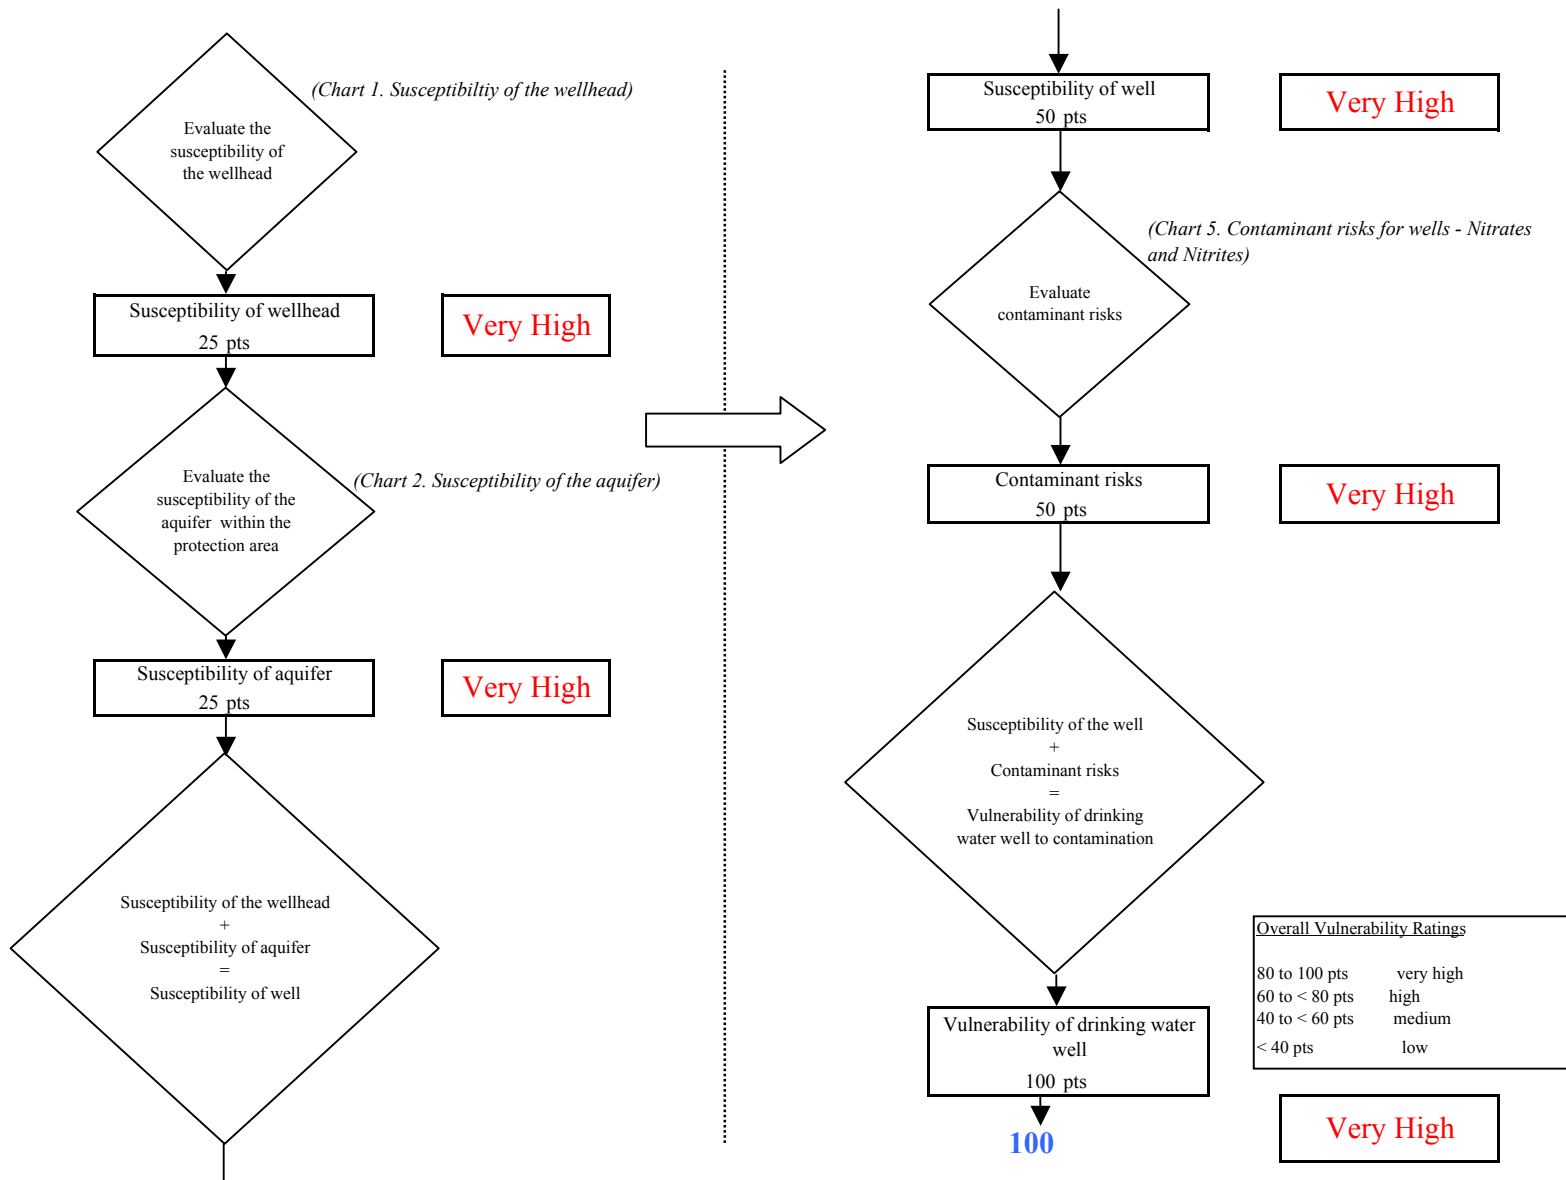 (Chart 1. Susceptibiltiy of the wellhead)
Evaluate the
susceptibility of
the wellhead
Susceptibility of wellhead
25 pts
Very High
(Chart 2. Susceptibility of the aquifer)
Evaluate the
susceptibility of the
aquifer within the
protection area
Susceptibility of aquifer
25 pts
Very High
Susceptibility of the wellhead
+
Susceptibility of aquifer
=
Susceptibility of well
Susceptibility of well
50 pts
Very High
(Chart 5. Contaminant risks for wells - Nitrates
and Nitrites)
Evaluate
contaminant risks
Contaminant risks
50 pts
Very High
Susceptibility of the well
+
Contaminant risks
=
Vulnerability of drinking
water well to contamination
Overall Vulnerability Ratings
80 to 100 pts very high
60 to < 80 pts high
40 to < 60 pts medium
< 40 pts low
Vulnerability of drinking water
well
100 pts
100
Very High